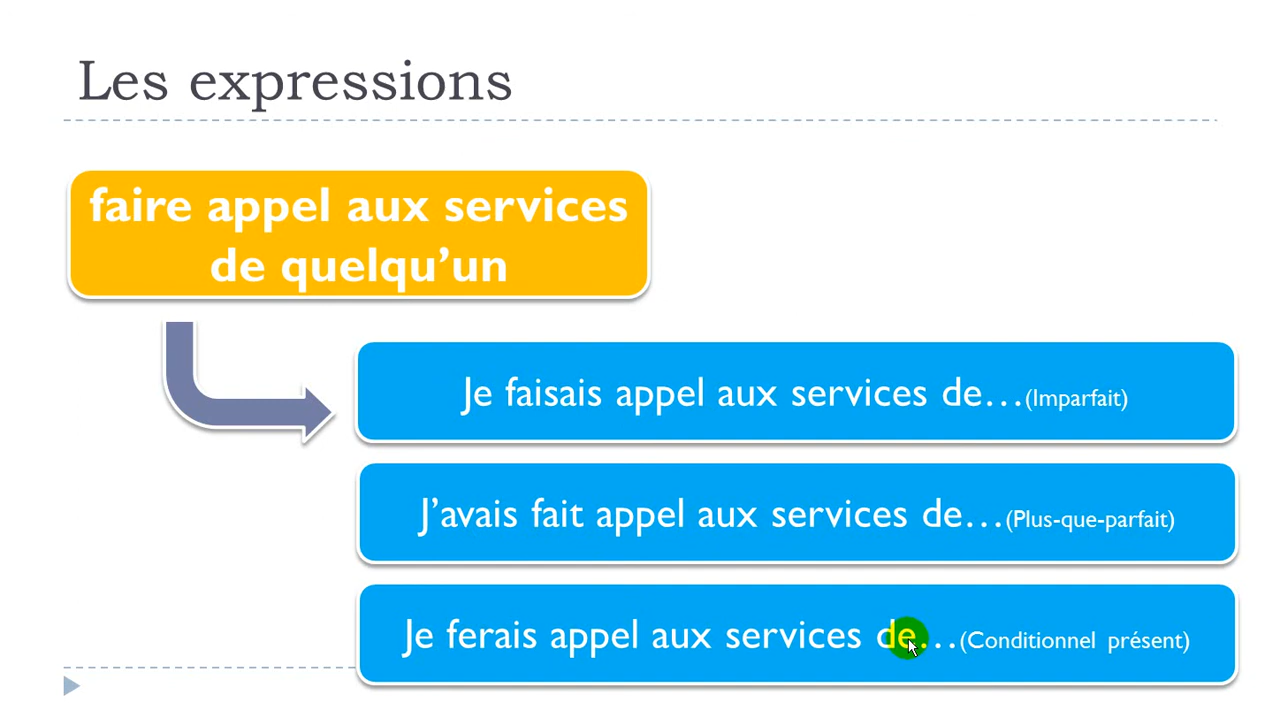 Les expressions
faire appel aux services
de quelqu’un
Je faisais appel aux services de…(Imparfait)
J’avais fait appel aux services de…(Plus-que-parfait)
Je ferais appel aux services de…(Conditionnel présent)